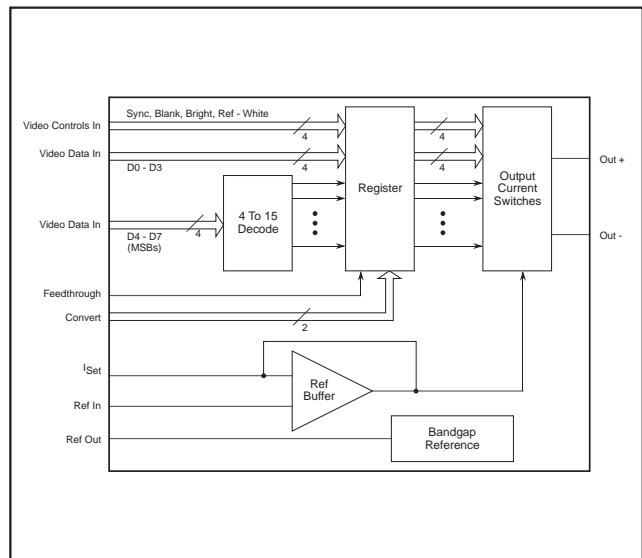 Sync, Blank, Bright, Ref - White
Video Controls In
4
4
Video Data In
D0 - D3
4
4
Register
Output
Current
Switches
Out +
Out -
4 To 15
Decode
Video Data In
4
D4 - D7
(MSBs)
Feedthrough
Convert
2
ISet
Ref
Buffer
Ref In
Ref Out
Bandgap
Reference